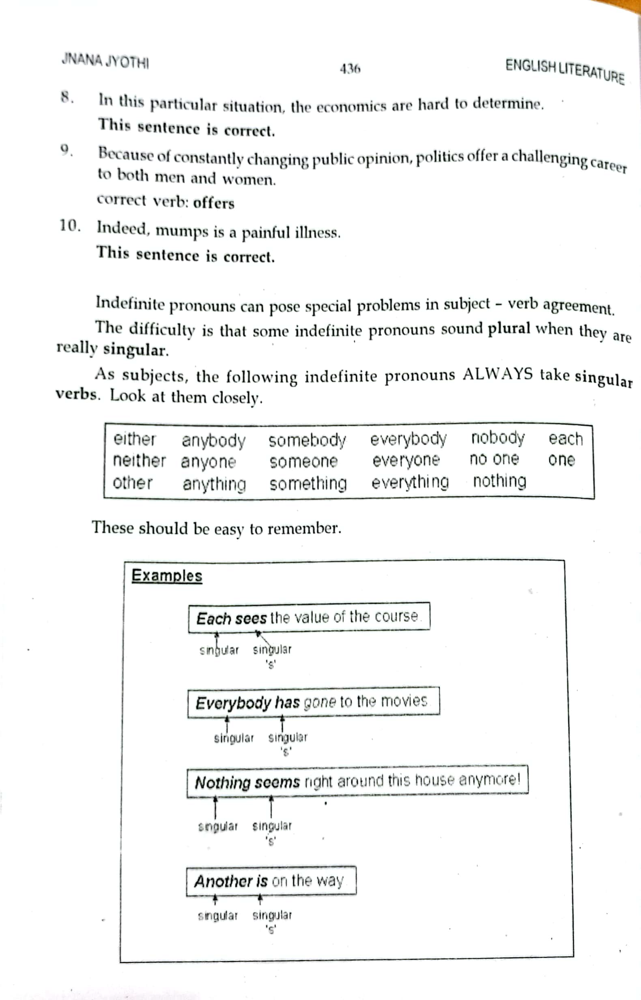 JNANA JYOTHI 436 ENGLISH LITERATURE
8. In this particular situation, the economics are hard to determine.
This sentence is correct.
9. Because of constantly changing public opinion, politics offer a challenging career
to both men and women.
correct verb: offers
10. Indeed, mumps is a painful illness.
This sentence is correct.
Indefinite pronouns can pose special problems in subject – verb agreement.
The difficulty is that some indefinite pronouns sound plural when they are
really singular.
As subjects, the following indefinite pronouns ALWAYS take singular
verbs. Look at them closely.
either anybody somebody everybody nobody each
neither anyone someone everyone no one one
other anything something everything nothing
These should be easy to remember.
Examples
Each sees the value of the course.
singular singular
's'
Everybody has gone to the movies
singular singular
's'
Nothing seems right around this house anymore!
singular singular
's'
Another is on the way
singular singular
's'